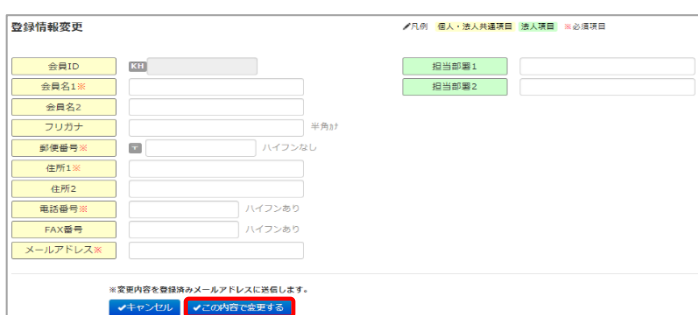 登録情報変更
凡例 個人・法人共通項目 法人項目 ※必須項目
会員ID KH
会員名1※
会員名2
フリガナ 半角ｶﾅ
郵便番号※ 〒 ハイフンなし
住所1※
住所2
電話番号※ ハイフンあり
FAX番号 ハイフンあり
メールアドレス※
担当部署1
担当部署2
※変更内容を登録済みメールアドレスに送信します。
キャンセル この内容で変更する